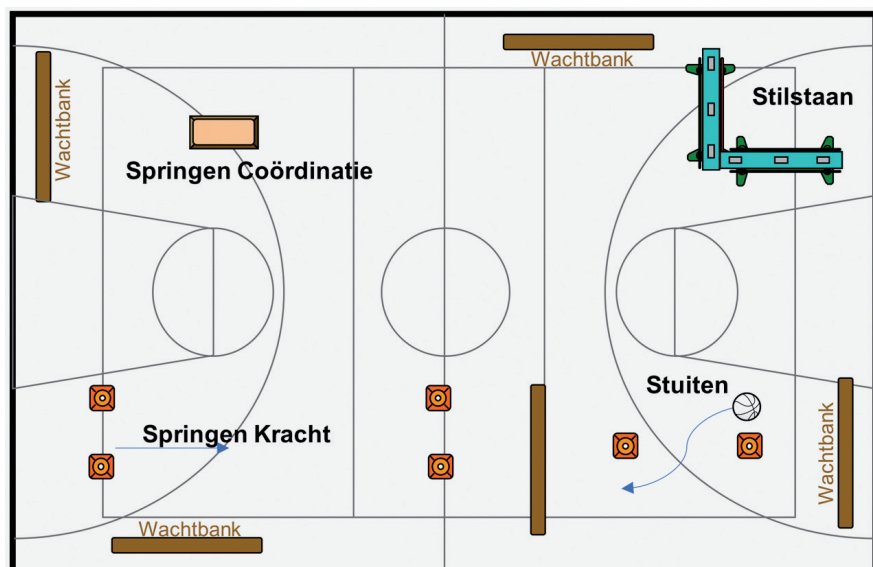 Wachtbank
Stilstaan
Wachtbank
Springen Coördinatie
Stuiten
Springen Kracht
Wachtbank
Wachtbank